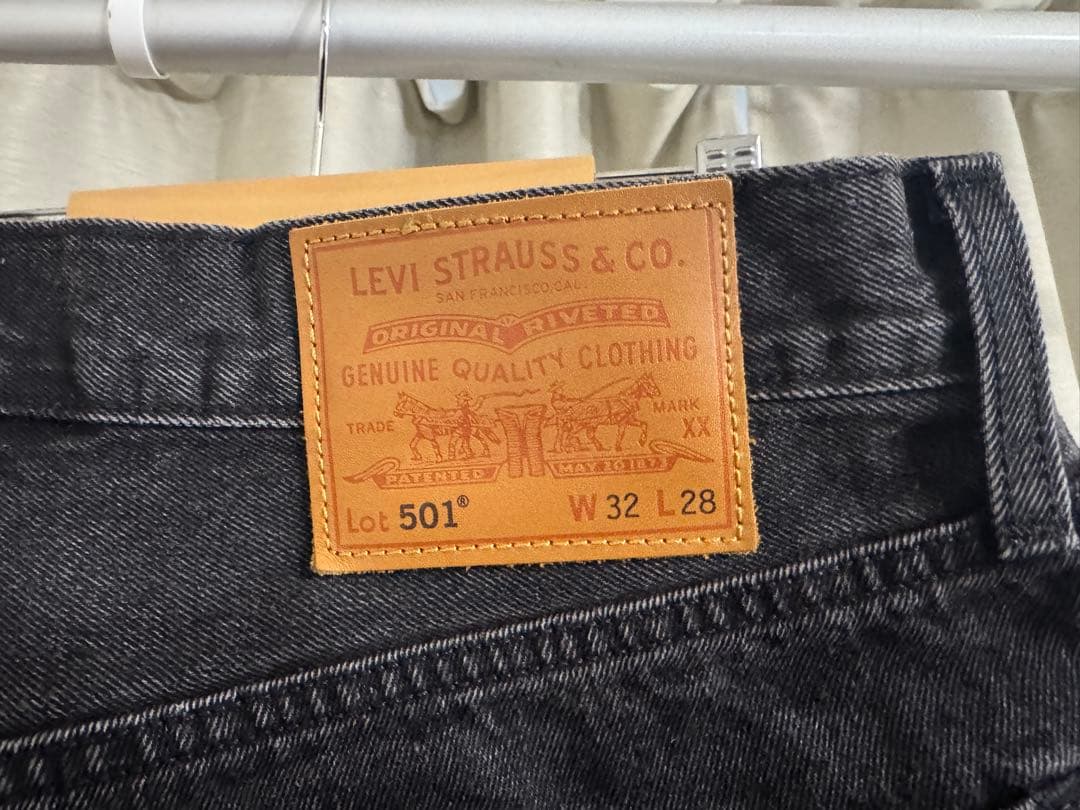 LEVI STRAUSS & CO.
SAN FRANCISCO, CAL.
ORIGINAL RIVETED
GENUINE QUALITY CLOTHING
TRADE MARK
XX
PATENTED MAY 20 1873
Lot 501® W 32 L 28